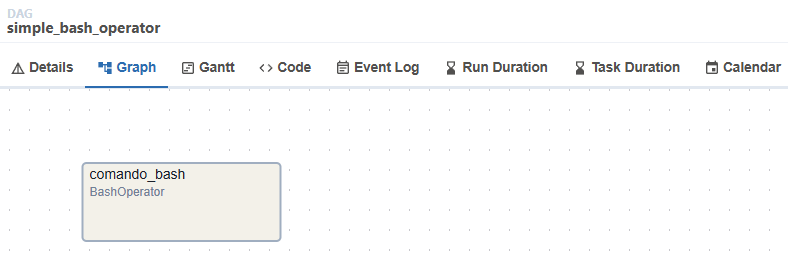 DAG
simple_bash_operator
Details Graph Gantt Code Event Log Run Duration Task Duration Calendar
comando_bash
BashOperator